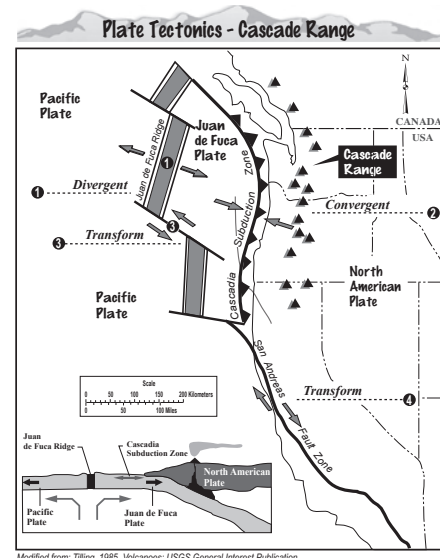 Plate Tectonics - Cascade Range
N
Pacific
Plate
CANADA
USA
Juan
de Fuca
Plate
Juan de Fuca Ridge
Cascade
Range
Zone
Subduction
Cascadia
1
1
Divergent
Convergent
2
3
3
Transform
North
American
Plate
Pacific
Plate
San Andreas
Fault Zone
Transform
4
Scale
0 50 100 150 200 Kilometers
0 50 100 Miles
Juan
de Fuca Ridge
Cascadia
Subduction Zone
North American
Plate
Pacific
Plate
Juan de Fuca
Plate
Modified from: Tilling, 1985, Volcanoes: USGS General Interest Publication